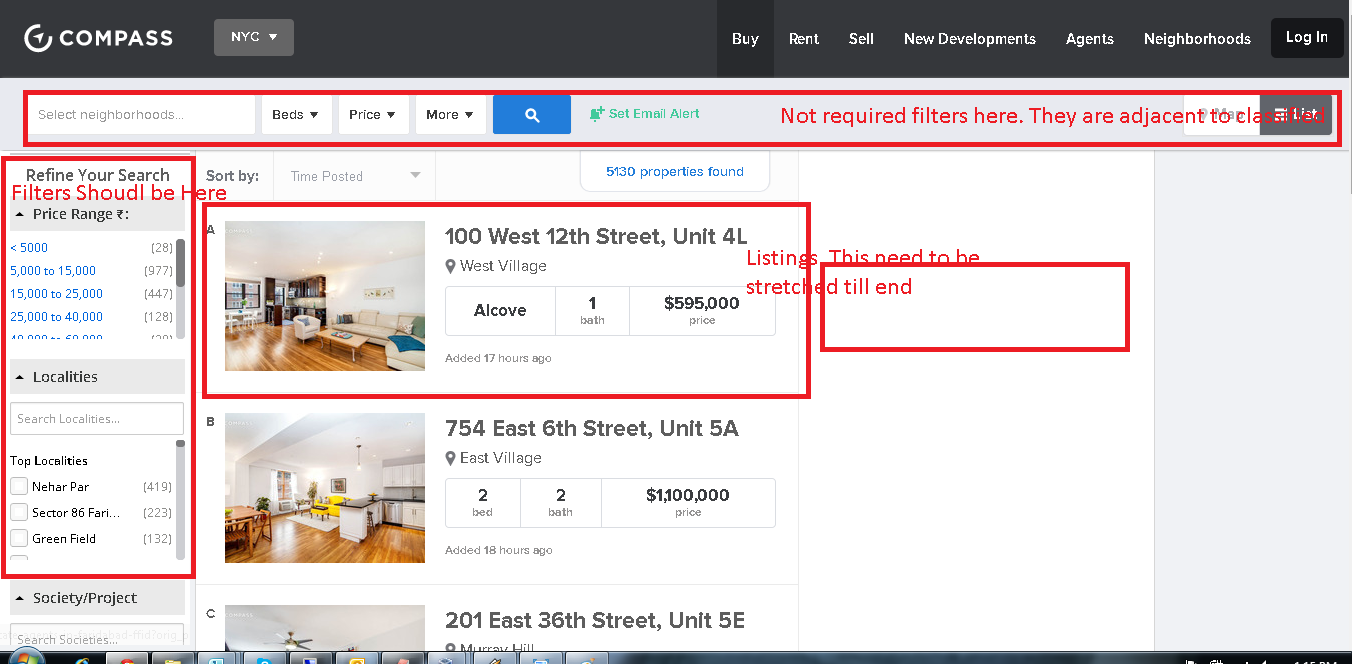 COMPASS
NYC
Buy
Rent
Sell
New Developments
Agents
Neighborhoods
Log In
Select neighborhoods...
Beds
Price
More
Set Email Alert
Not required filters here. They are adjacent to classified
Map
List
Refine Your Search
Filters Shoudl be Here
Price Range ₹:
< 5000 (28)
5,000 to 15,000 (977)
15,000 to 25,000 (447)
25,000 to 40,000 (128)
Localities
Search Localities...
Top Localities
Nehar Par (419)
Sector 86 Fari... (223)
Green Field (132)
Society/Project
Search Societies...
Sort by:
Time Posted
5130 properties found
A
100 West 12th Street, Unit 4L
West Village
Alcove
1
bath
$595,000
price
Added 17 hours ago
Listings. This need to be
stretched till end
B
754 East 6th Street, Unit 5A
East Village
2
bed
2
bath
$1,100,000
price
Added 18 hours ago
C
201 East 36th Street, Unit 5E
Murray Hill
1:15 PM